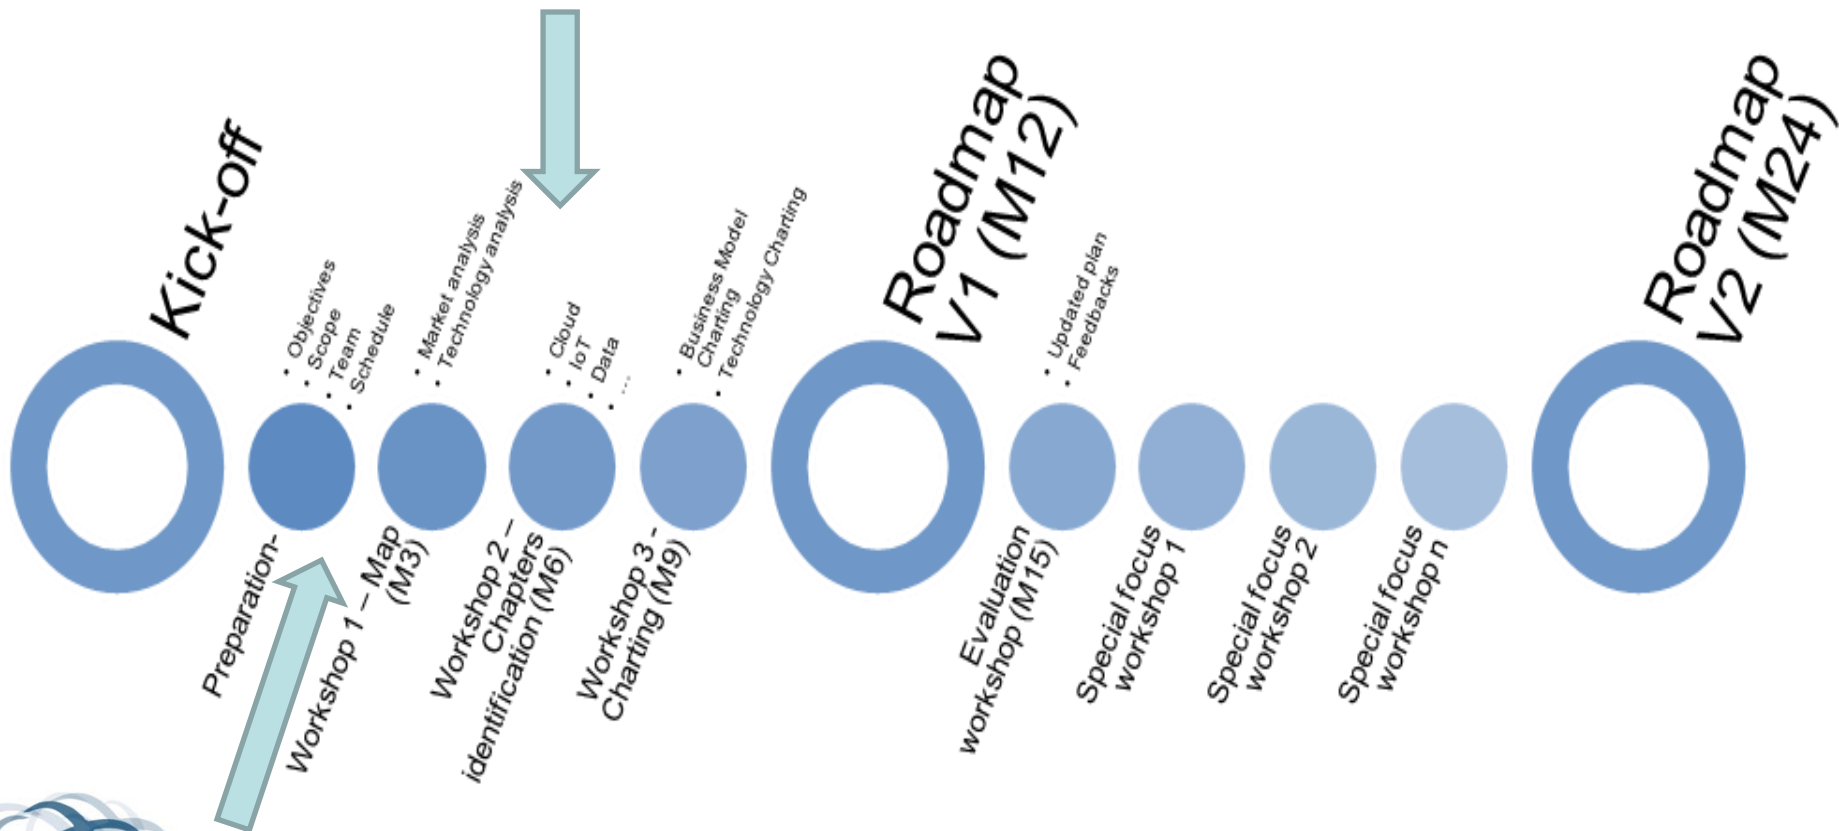 Kick-off
• Objectives
• Scope
• Team
• Schedule
Preparation-
• Market analysis
• Technology analysis
Workshop 1 – Map
(M3)
• Cloud
• IoT
• Data
• ...
Workshop 2 –
Chapters
identification (M6)
• Business Model
Charting
• Technology Charting
Workshop 3 -
Charting (M9)
Roadmap
V1 (M12)
• Updated plan
• Feedbacks
Evaluation
workshop (M15)
Special focus
workshop 1
Special focus
workshop 2
Special focus
workshop n
Roadmap
V2 (M24)